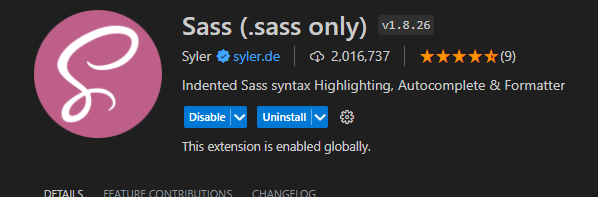 Sass (.sass only) v1.8.26
Syler syler.de 2,016,737 (9)
Indented Sass syntax Highlighting, Autocomplete & Formatter
Disable Uninstall
This extension is enabled globally.
DETAILS FEATURE CONTRIBUTIONS CHANGELOG